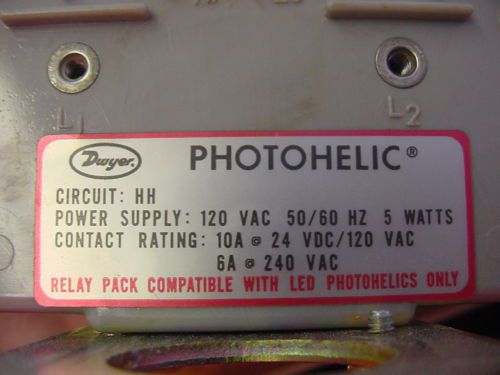 L1
L2
Dwyer. PHOTOHELIC®
CIRCUIT: HH
POWER SUPPLY: 120 VAC 50/60 HZ 5 WATTS
CONTACT RATING: 10A @ 24 VDC/120 VAC
6A @ 240 VAC
RELAY PACK COMPATIBLE WITH LED PHOTOHELICS ONLY